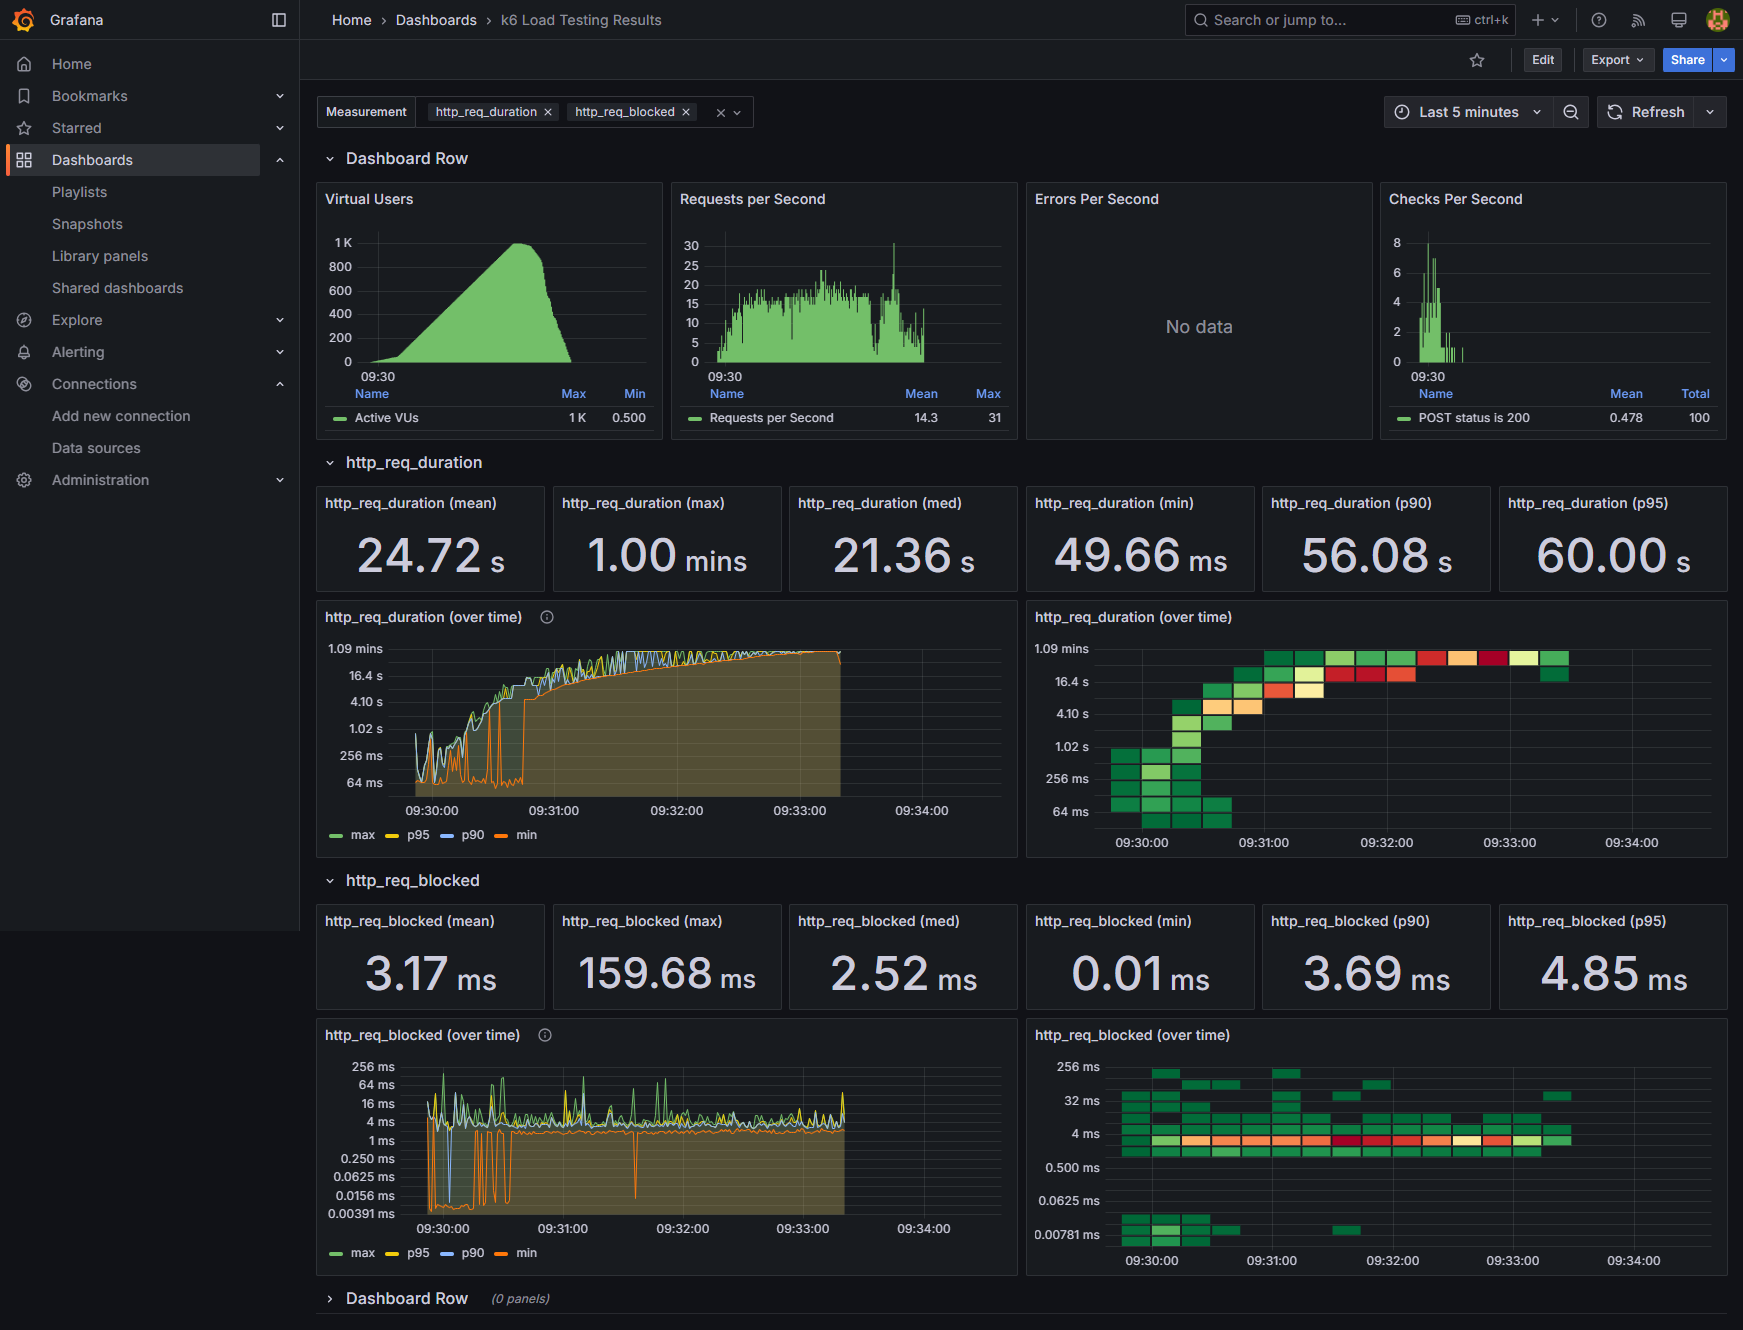 Grafana
Home
Bookmarks
Starred
Dashboards
Playlists
Snapshots
Library panels
Shared dashboards
Explore
Alerting
Connections
Add new connection
Data sources
Administration
Home › Dashboards › k6 Load Testing Results
Search or jump to... ctrl+k
Edit Export Share
Measurement http_req_duration × http_req_blocked ×
Last 5 minutes Refresh
Dashboard Row
Virtual Users
1 K
800
600
400
200
0
09:30
Name Max Min
Active VUs 1 K 0.500
Requests per Second
30
25
20
15
10
5
0
09:30
Name Mean Max
Requests per Second 14.3 31
Errors Per Second
No data
Checks Per Second
8
6
4
2
0
09:30
Name Mean Total
POST status is 200 0.478 100
http_req_duration
http_req_duration (mean)
24.72 s
http_req_duration (max)
1.00 mins
http_req_duration (med)
21.36 s
http_req_duration (min)
49.66 ms
http_req_duration (p90)
56.08 s
http_req_duration (p95)
60.00 s
http_req_duration (over time)
1.09 mins
16.4 s
4.10 s
1.02 s
256 ms
64 ms
09:30:00 09:31:00 09:32:00 09:33:00 09:34:00
max p95 p90 min
http_req_duration (over time)
1.09 mins
16.4 s
4.10 s
1.02 s
256 ms
64 ms
09:30:00 09:31:00 09:32:00 09:33:00 09:34:00
http_req_blocked
http_req_blocked (mean)
3.17 ms
http_req_blocked (max)
159.68 ms
http_req_blocked (med)
2.52 ms
http_req_blocked (min)
0.01 ms
http_req_blocked (p90)
3.69 ms
http_req_blocked (p95)
4.85 ms
http_req_blocked (over time)
256 ms
64 ms
16 ms
4 ms
1 ms
0.250 ms
0.0625 ms
0.0156 ms
0.00391 ms
09:30:00 09:31:00 09:32:00 09:33:00 09:34:00
max p95 p90 min
http_req_blocked (over time)
256 ms
32 ms
4 ms
0.500 ms
0.0625 ms
0.00781 ms
09:30:00 09:31:00 09:32:00 09:33:00 09:34:00
Dashboard Row (0 panels)